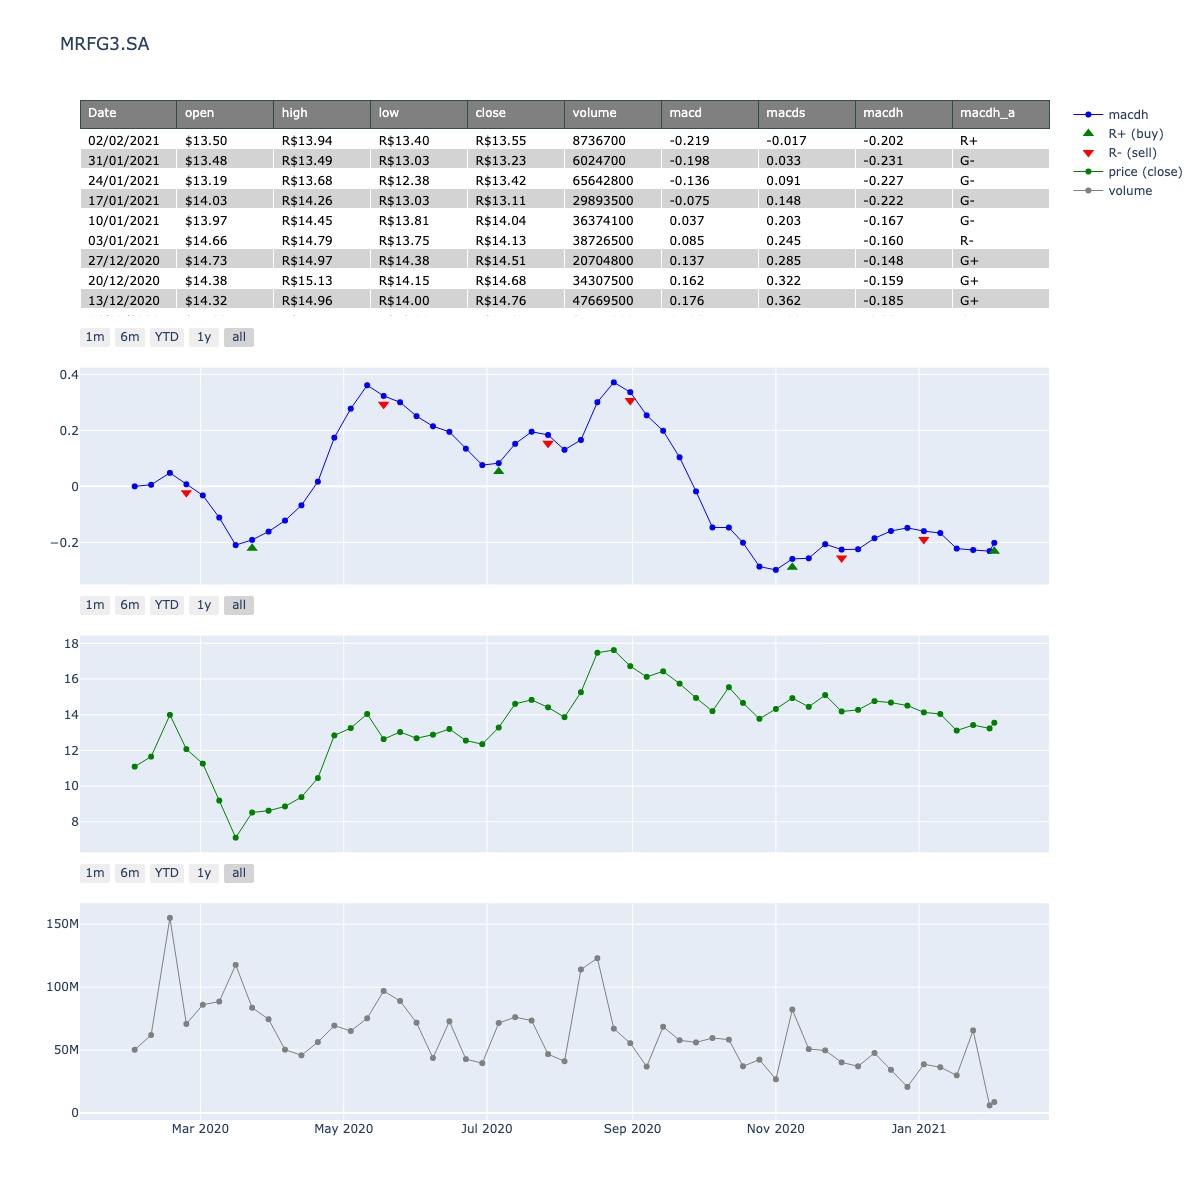 MRFG3.SA
Date open high low close volume macd macds macdh macdh_a
02/02/2021 $13.50 R$13.94 R$13.40 R$13.55 8736700 -0.219 -0.017 -0.202 R+
31/01/2021 $13.48 R$13.49 R$13.03 R$13.23 6024700 -0.198 0.033 -0.231 G-
24/01/2021 $13.19 R$13.68 R$12.38 R$13.42 65642800 -0.136 0.091 -0.227 G-
17/01/2021 $14.03 R$14.26 R$13.03 R$13.11 29893500 -0.075 0.148 -0.222 G-
10/01/2021 $13.97 R$14.45 R$13.81 R$14.04 36374100 0.037 0.203 -0.167 G-
03/01/2021 $14.66 R$14.79 R$13.75 R$14.13 38726500 0.085 0.245 -0.160 R-
27/12/2020 $14.73 R$14.97 R$14.38 R$14.51 20704800 0.137 0.285 -0.148 G+
20/12/2020 $14.38 R$15.13 R$14.15 R$14.68 34307500 0.162 0.322 -0.159 G+
13/12/2020 $14.32 R$14.96 R$14.00 R$14.76 47669500 0.176 0.362 -0.185 G+
macdh
R+ (buy)
R- (sell)
price (close)
volume
1m 6m YTD 1y all
0.4
0.2
0
−0.2
1m 6m YTD 1y all
18
16
14
12
10
8
1m 6m YTD 1y all
150M
100M
50M
0
Mar 2020 May 2020 Jul 2020 Sep 2020 Nov 2020 Jan 2021